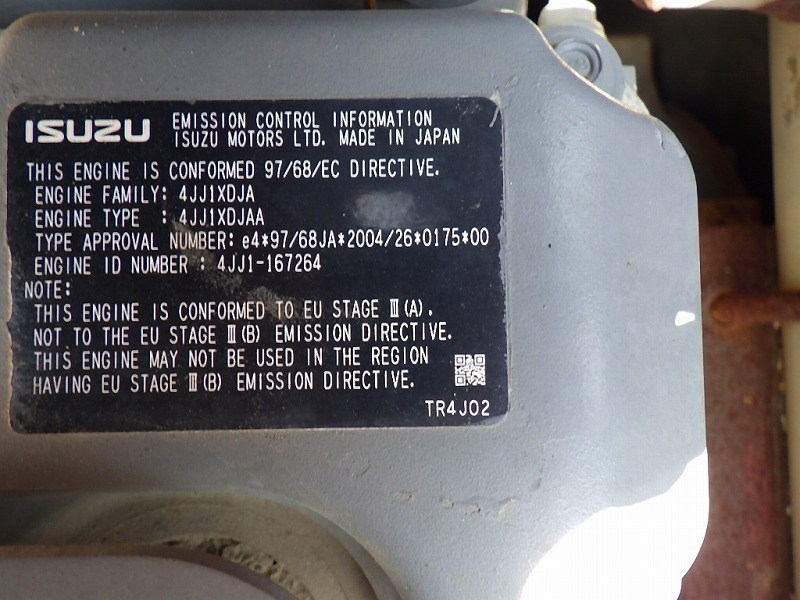 ISUZU
EMISSION CONTROL INFORMATION
ISUZU MOTORS LTD. MADE IN JAPAN
THIS ENGINE IS CONFORMED 97/68/EC DIRECTIVE.
ENGINE FAMILY: 4JJ1XDJA
ENGINE TYPE : 4JJ1XDJAA
TYPE APPROVAL NUMBER: e4*97/68JA*2004/26*0175*00
ENGINE ID NUMBER : 4JJ1-167264
NOTE:
THIS ENGINE IS CONFORMED TO EU STAGE Ⅲ(A).
NOT TO THE EU STAGE Ⅲ(B) EMISSION DIRECTIVE.
THIS ENGINE MAY NOT BE USED IN THE REGION
HAVING EU STAGE Ⅲ(B) EMISSION DIRECTIVE.
TR4J02